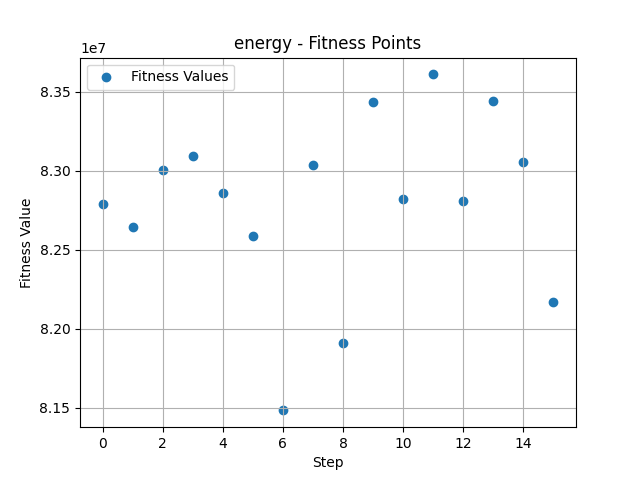 energy - Fitness Points
1e7
Fitness Values
8.35
8.30
8.25
8.20
8.15
Fitness Value
0 2 4 6 8 10 12 14
Step